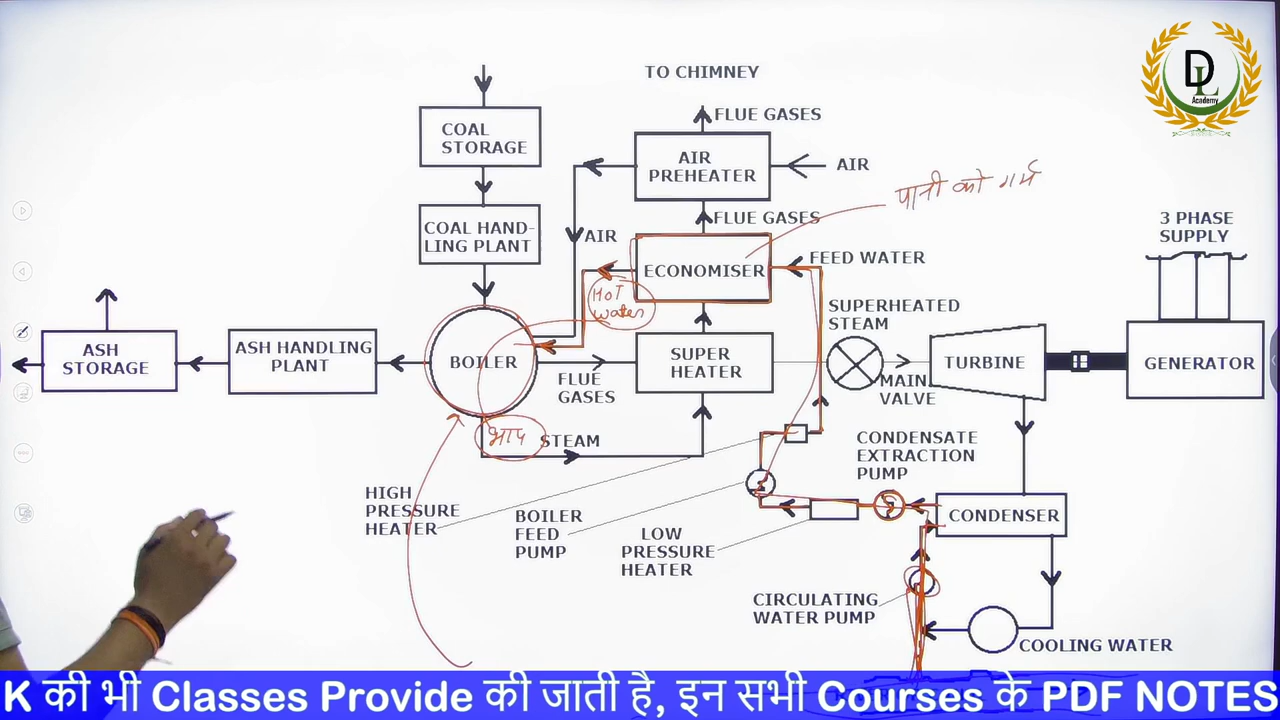 DL
Academy
TO CHIMNEY
FLUE GASES
COAL
STORAGE
AIR
PREHEATER
AIR
पानी को गर्म
FLUE GASES
COAL HAND-
LING PLANT
AIR
3 PHASE
SUPPLY
ECONOMISER
FEED WATER
HOT
water
SUPERHEATED
STEAM
ASH
STORAGE
ASH HANDLING
PLANT
BOILER
SUPER
HEATER
TURBINE
GENERATOR
FLUE
GASES
MAIN
VALVE
भाप
STEAM
CONDENSATE
EXTRACTION
PUMP
HIGH
PRESSURE
HEATER
BOILER
FEED
PUMP
LOW
PRESSURE
HEATER
CONDENSER
CIRCULATING
WATER PUMP
COOLING WATER
K की भी Classes Provide की जाती है, इन सभी Courses के PDF NOTES